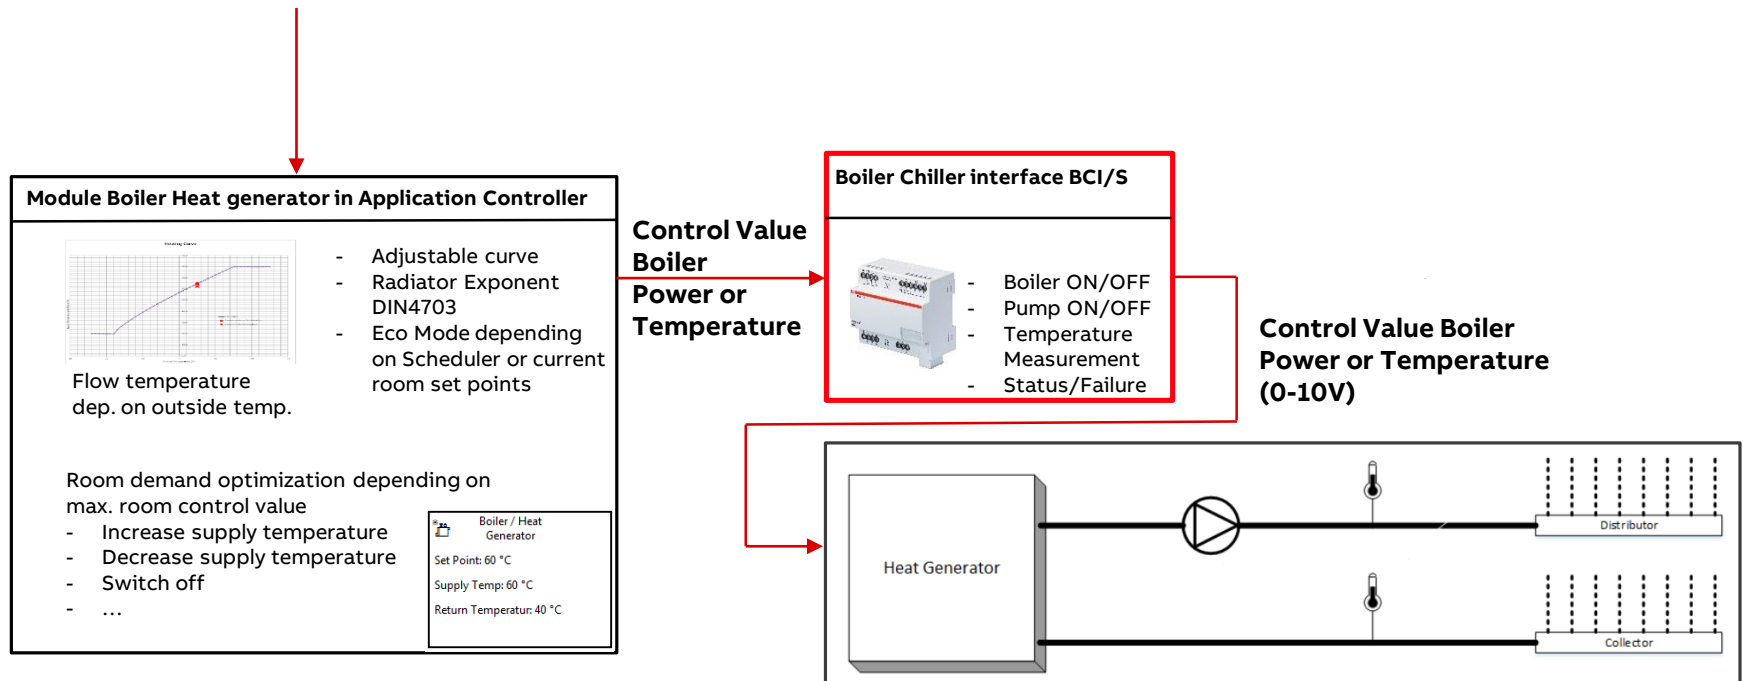 Module Boiler Heat generator in Application Controller
Heating Curve
- Adjustable curve
- Radiator Exponent
DIN4703
- Eco Mode depending
on Scheduler or current
room set points
Flow temperature
dep. on outside temp.
Room demand optimization depending on
max. room control value
- Increase supply temperature
- Decrease supply temperature
- Switch off
- ...
Boiler / Heat
Generator
Set Point: 60 °C
Supply Temp: 60 °C
Return Temperatur: 40 °C
Control Value
Boiler
Power or
Temperature
Boiler Chiller interface BCI/S
- Boiler ON/OFF
- Pump ON/OFF
- Temperature
Measurement
- Status/Failure
Control Value Boiler
Power or Temperature
(0-10V)
Heat Generator
Distributor
Collector